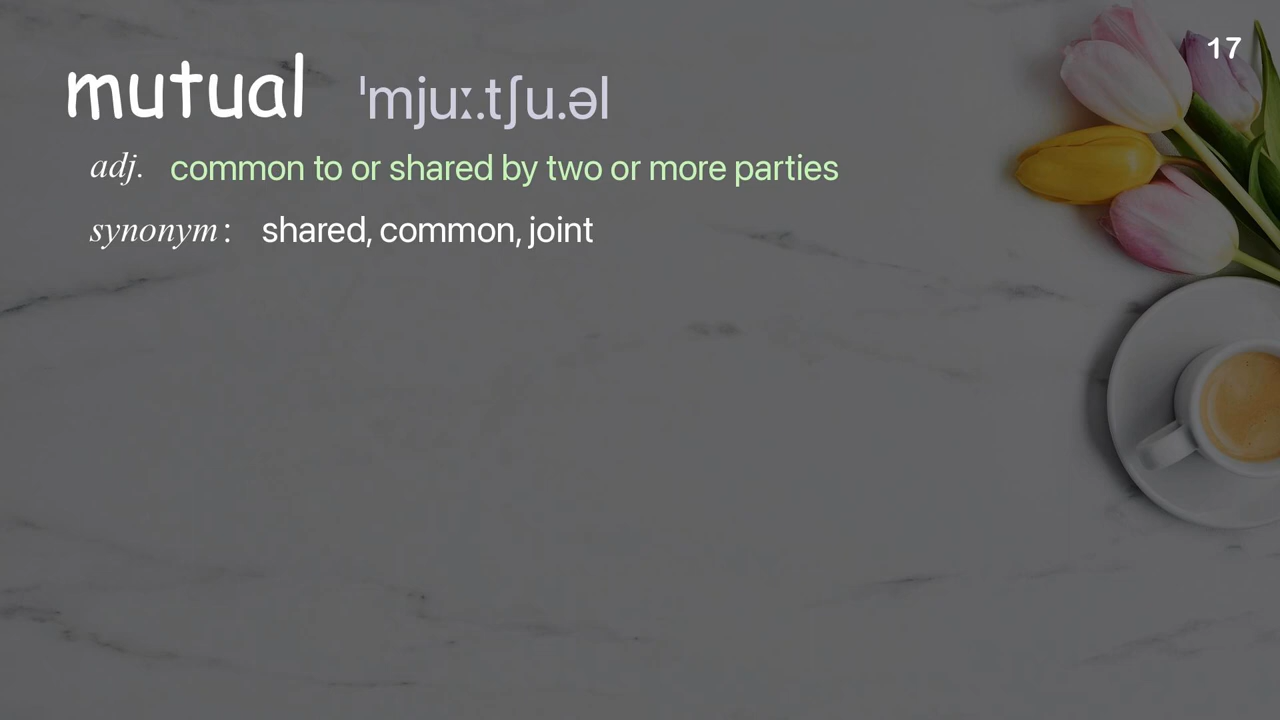 17
mutual ˈmjuː.tʃu.əl
adj. common to or shared by two or more parties
synonym: shared, common, joint